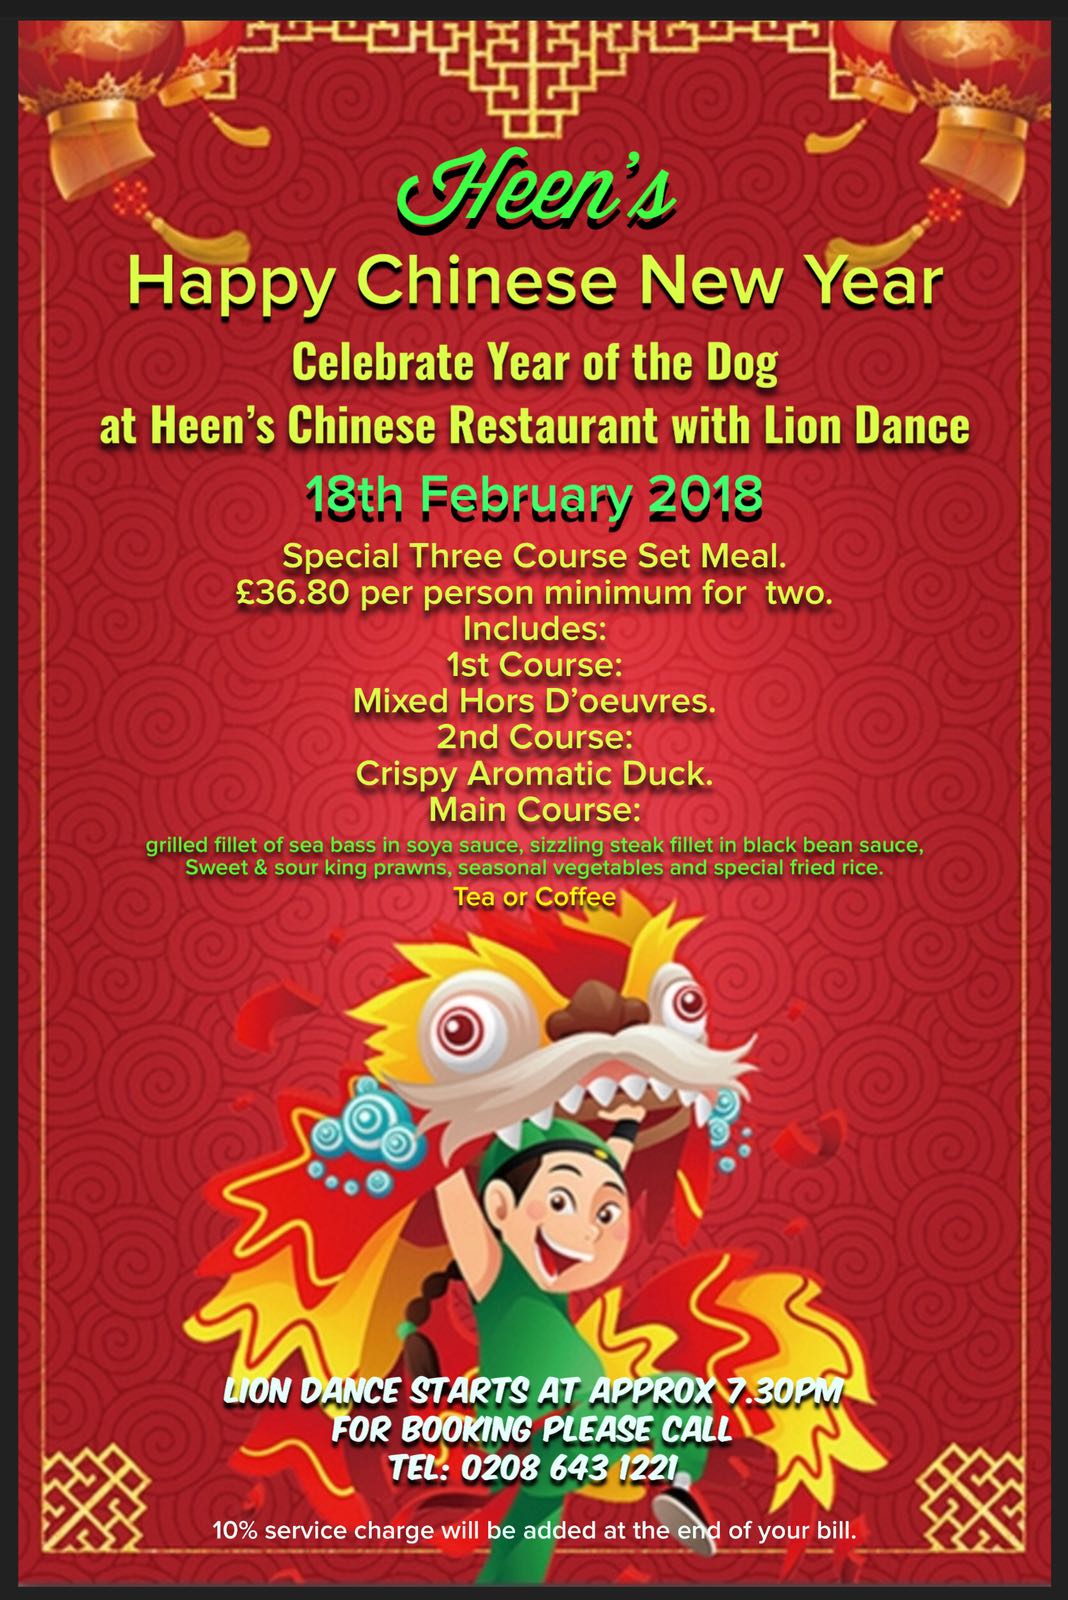 Heen's
Happy Chinese New Year
Celebrate Year of the Dog
at Heen's Chinese Restaurant with Lion Dance
18th February 2018
Special Three Course Set Meal.
£36.80 per person minimum for  two.
Includes:
1st Course:
Mixed Hors D'oeuvres.
2nd Course:
Crispy Aromatic Duck.
Main Course:
grilled fillet of sea bass in soya sauce, sizzling steak fillet in black bean sauce,
Sweet & sour king prawns, seasonal vegetables and special fried rice.
Tea or Coffee
LION DANCE STARTS AT APPROX 7.30PM
FOR BOOKING PLEASE CALL
TEL: 0208 643 1221
10% service charge will be added at the end of your bill.